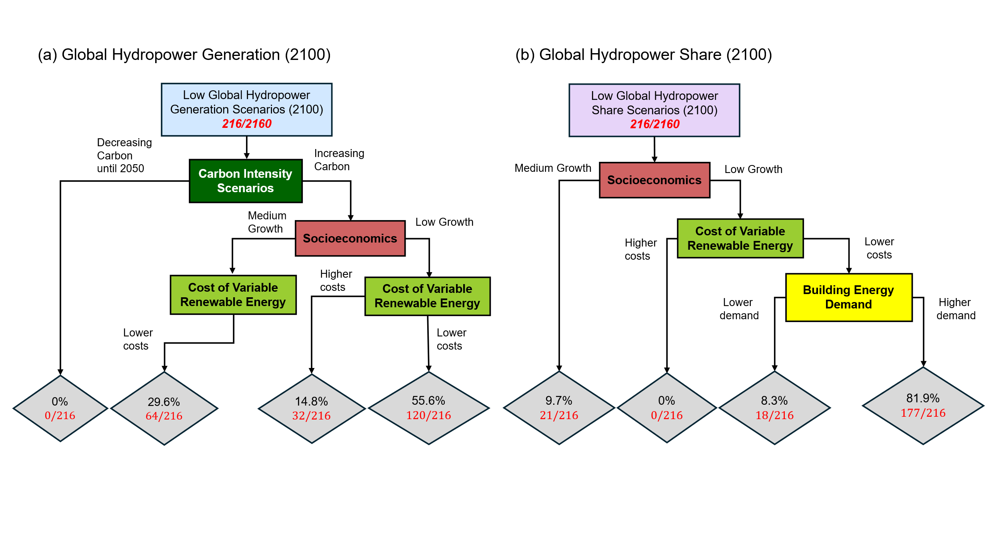 (a) Global Hydropower Generation (2100)
Low Global Hydropower
Generation Scenarios (2100)
216/2160
Decreasing
Carbon
until 2050
Increasing
Carbon
Carbon Intensity
Scenarios
Medium
Growth
Low Growth
Socioeconomics
Higher
costs
Cost of Variable
Renewable Energy
Cost of Variable
Renewable Energy
Lower
costs
Lower
costs
0%
0/216
29.6%
64/216
14.8%
32/216
55.6%
120/216
(b) Global Hydropower Share (2100)
Low Global Hydropower
Share Scenarios (2100)
216/2160
Medium Growth
Low Growth
Socioeconomics
Cost of Variable
Renewable Energy
Higher
costs
Lower
costs
Building Energy
Demand
Lower
demand
Higher
demand
9.7%
21/216
0%
0/216
8.3%
18/216
81.9%
177/216